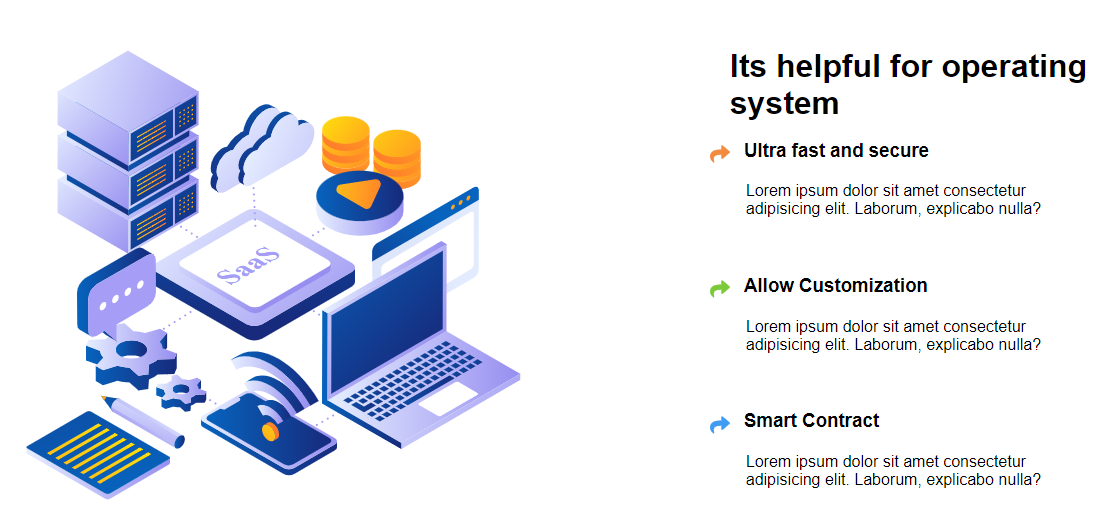 SaaS
Its helpful for operating
system
Ultra fast and secure
Lorem ipsum dolor sit amet consectetur
adipisicing elit. Laborum, explicabo nulla?
Allow Customization
Lorem ipsum dolor sit amet consectetur
adipisicing elit. Laborum, explicabo nulla?
Smart Contract
Lorem ipsum dolor sit amet consectetur
adipisicing elit. Laborum, explicabo nulla?